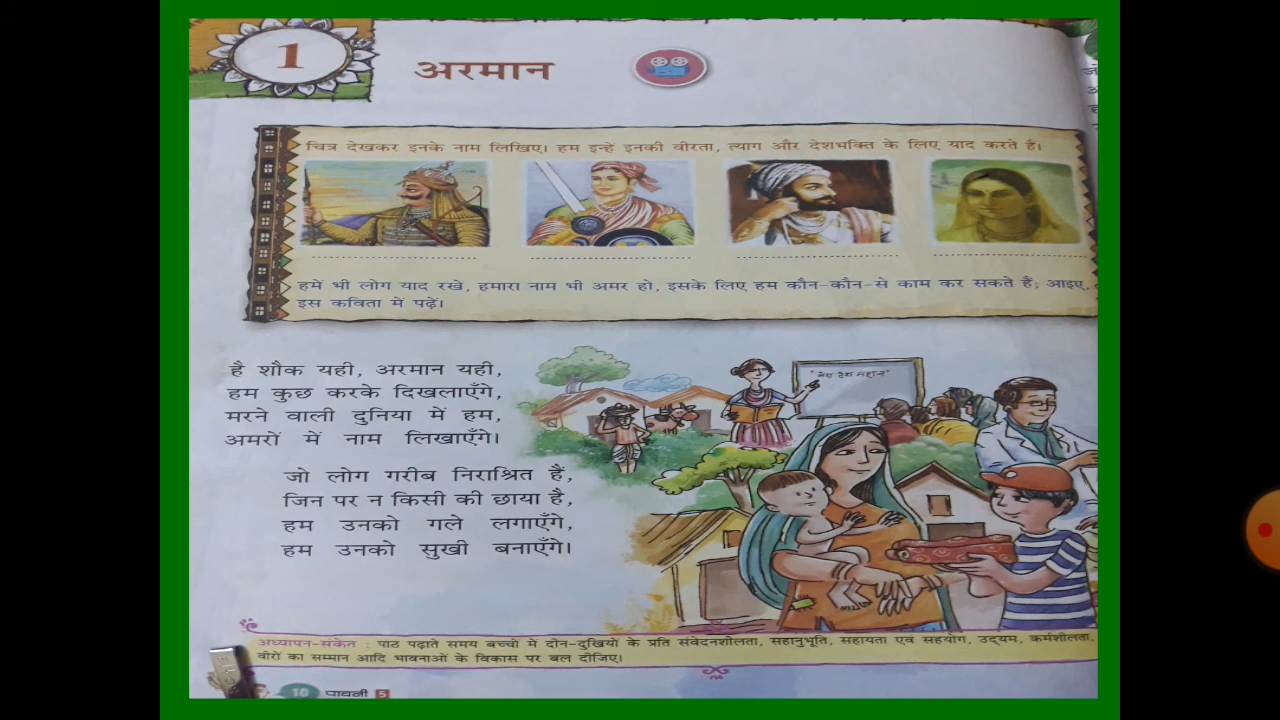 1
अरमान
चित्र देखकर इनके नाम लिखिए। हम इन्हें इनकी वीरता, त्याग और देशभक्ति के लिए याद करते हैं।
हमें भी लोग याद रखें, हमारा नाम भी अमर हो, इसके लिए हम कौन-कौन-से काम कर सकते हैं; आइए,
इस कविता में पढ़ें।
है शौक यही, अरमान यही,
हम कुछ करके दिखलाएँगे,
मरने वाली दुनिया में हम,
अमरों में नाम लिखाएँगे।
जो लोग गरीब निराश्रित हैं,
जिन पर न किसी की छाया है,
हम उनको गले लगाएँगे,
हम उनको सुखी बनाएँगे।
"मेरा देश महान"
अध्यापन-संकेत : पाठ पढ़ाते समय बच्चों में दीन-दुखियों के प्रति संवेदनशीलता, सहानुभूति, सहायता एवं सहयोग, उद्यम, कर्मशीलता,
वीरों का सम्मान आदि भावनाओं के विकास पर बल दीजिए।
10 पावनी 5